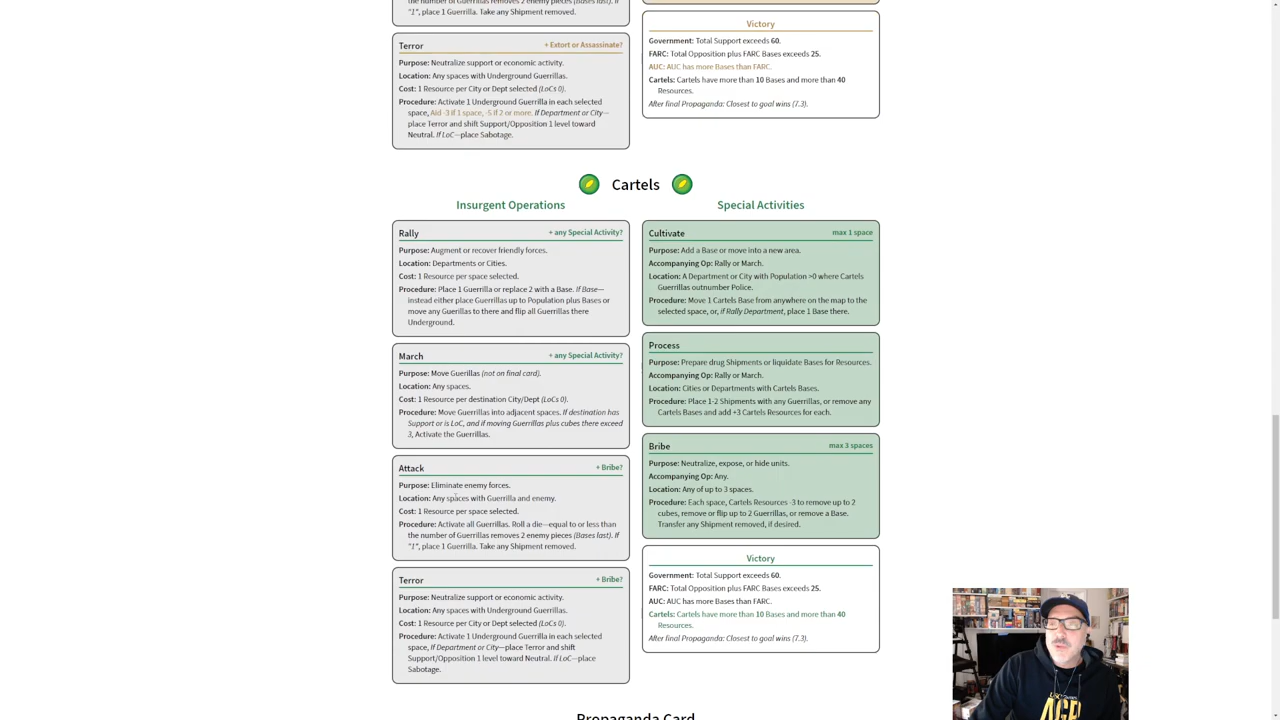 the number of Guerrillas removes 2 enemy pieces (Bases last). If
"1", place 1 Guerrilla. Take any Shipment removed.
Terror
+ Extort or Assassinate?
Purpose: Neutralize support or economic activity.
Location: Any spaces with Underground Guerrillas.
Cost: 1 Resource per City or Dept selected (LoCs 0).
Procedure: Activate 1 Underground Guerrilla in each selected
space, Aid -3 if 1 space, -5 if 2 or more. If Department or City—
place Terror and shift Support/Opposition 1 level toward
Neutral. If LoC—place Sabotage.
Victory
Government: Total Support exceeds 60.
FARC: Total Opposition plus FARC Bases exceeds 25.
AUC: AUC has more Bases than FARC.
Cartels: Cartels have more than 10 Bases and more than 40
Resources.
After final Propaganda: Closest to goal wins (7.3).
Cartels
Insurgent Operations
Rally
+ any Special Activity?
Purpose: Augment or recover friendly forces.
Location: Departments or Cities.
Cost: 1 Resource per space selected.
Procedure: Place 1 Guerrilla or replace 2 with a Base. If Base—
instead either place Guerrillas up to Population plus Bases or
move any Guerillas to there and flip all Guerrillas there
Underground.
March
+ any Special Activity?
Purpose: Move Guerillas (not on final card).
Location: Any spaces.
Cost: 1 Resource per destination City/Dept (LoCs 0).
Procedure: Move Guerrillas into adjacent spaces. If destination has
Support or is LoC, and if moving Guerrillas plus cubes there exceed
3, Activate the Guerrillas.
Attack
+ Bribe?
Purpose: Eliminate enemy forces.
Location: Any spaces with Guerrilla and enemy.
Cost: 1 Resource per space selected.
Procedure: Activate all Guerrillas. Roll a die—equal to or less than
the number of Guerrillas removes 2 enemy pieces (Bases last). If
"1", place 1 Guerrilla. Take any Shipment removed.
Terror
+ Bribe?
Purpose: Neutralize support or economic activity.
Location: Any spaces with Underground Guerrillas.
Cost: 1 Resource per City or Dept selected (LoCs 0).
Procedure: Activate 1 Underground Guerrilla in each selected
space, If Department or City—place Terror and shift
Support/Opposition 1 level toward Neutral. If LoC—place
Sabotage.
Special Activities
Cultivate
max 1 space
Purpose: Add a Base or move into a new area.
Accompanying Op: Rally or March.
Location: A Department or City with Population >0 where Cartels
Guerrillas outnumber Police.
Procedure: Move 1 Cartels Base from anywhere on the map to the
selected space, or, if Rally Department, place 1 Base there.
Process
Purpose: Prepare drug Shipments or liquidate Bases for Resources.
Accompanying Op: Rally or March.
Location: Cities or Departments with Cartels Bases.
Procedure: Place 1-2 Shipments with any Guerrillas, or remove any
Cartels Bases and add +3 Cartels Resources for each.
Bribe
max 3 spaces
Purpose: Neutralize, expose, or hide units.
Accompanying Op: Any.
Location: Any of up to 3 spaces.
Procedure: Each space, Cartels Resources -3 to remove up to 2
cubes, remove or flip up to 2 Guerrillas, or remove a Base.
Transfer any Shipment removed, if desired.
Victory
Government: Total Support exceeds 60.
FARC: Total Opposition plus FARC Bases exceeds 25.
AUC: AUC has more Bases than FARC.
Cartels: Cartels have more than 10 Bases and more than 40
Resources.
After final Propaganda: Closest to goal wins (7.3).
Propaganda Card